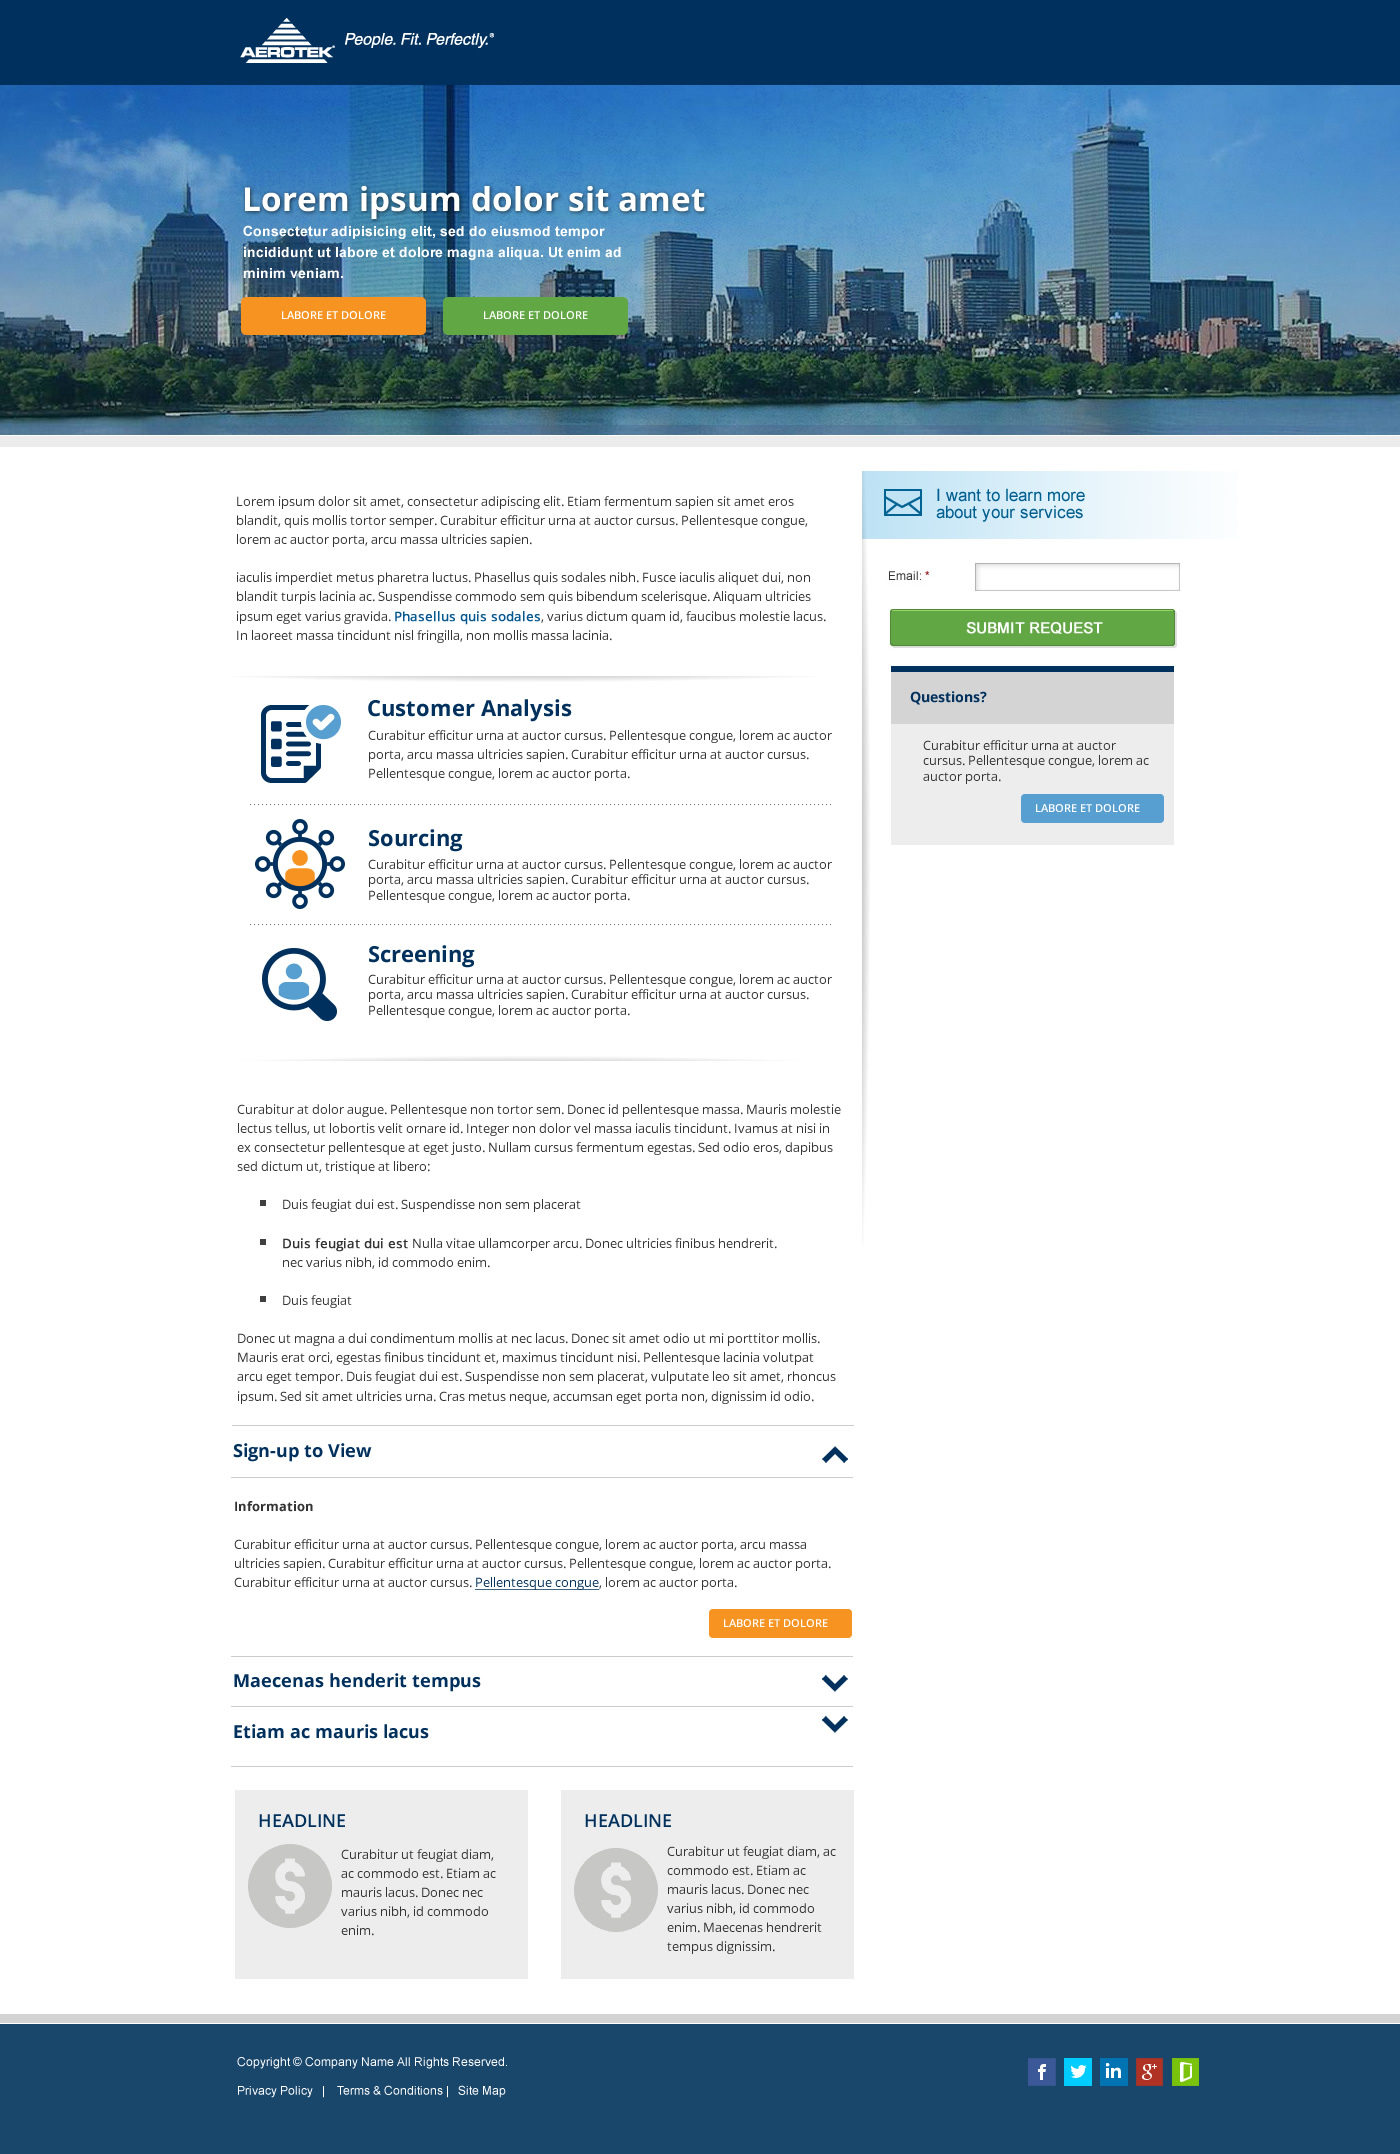 AEROTEK
People. Fit. Perfectly.®
Lorem ipsum dolor sit amet
Consectetur adipisicing elit, sed do eiusmod tempor
incididunt ut labore et dolore magna aliqua. Ut enim ad
minim veniam.
LABORE ET DOLORE
LABORE ET DOLORE
Lorem ipsum dolor sit amet, consectetur adipiscing elit. Etiam fermentum sapien sit amet eros
blandit, quis mollis tortor semper. Curabitur efficitur urna at auctor cursus. Pellentesque congue,
lorem ac auctor porta, arcu massa ultricies sapien.
iaculis imperdiet metus pharetra luctus. Phasellus quis sodales nibh. Fusce iaculis aliquet dui, non
blandit turpis lacinia ac. Suspendisse commodo sem quis bibendum scelerisque. Aliquam ultricies
ipsum eget varius gravida. Phasellus quis sodales, varius dictum quam id, faucibus molestie lacus.
In laoreet massa tincidunt nisl fringilla, non mollis massa lacinia.
Customer Analysis
Curabitur efficitur urna at auctor cursus. Pellentesque congue, lorem ac auctor
porta, arcu massa ultricies sapien. Curabitur efficitur urna at auctor cursus.
Pellentesque congue, lorem ac auctor porta.
Sourcing
Curabitur efficitur urna at auctor cursus. Pellentesque congue, lorem ac auctor
porta, arcu massa ultricies sapien. Curabitur efficitur urna at auctor cursus.
Pellentesque congue, lorem ac auctor porta.
Screening
Curabitur efficitur urna at auctor cursus. Pellentesque congue, lorem ac auctor
porta, arcu massa ultricies sapien. Curabitur efficitur urna at auctor cursus.
Pellentesque congue, lorem ac auctor porta.
Curabitur at dolor augue. Pellentesque non tortor sem. Donec id pellentesque massa. Mauris molestie
lectus tellus, ut lobortis velit ornare id. Integer non dolor vel massa iaculis tincidunt. Ivamus at nisi in
ex consectetur pellentesque at eget justo. Nullam cursus fermentum egestas. Sed odio eros, dapibus
sed dictum ut, tristique at libero:
Duis feugiat dui est. Suspendisse non sem placerat
Duis feugiat dui est Nulla vitae ullamcorper arcu. Donec ultricies finibus hendrerit.
nec varius nibh, id commodo enim.
Duis feugiat
Donec ut magna a dui condimentum mollis at nec lacus. Donec sit amet odio ut mi porttitor mollis.
Mauris erat orci, egestas finibus tincidunt et, maximus tincidunt nisi. Pellentesque lacinia volutpat
arcu eget tempor. Duis feugiat dui est. Suspendisse non sem placerat, vulputate leo sit amet, rhoncus
ipsum. Sed sit amet ultricies urna. Cras metus neque, accumsan eget porta non, dignissim id odio.
Sign-up to View
Information
Curabitur efficitur urna at auctor cursus. Pellentesque congue, lorem ac auctor porta, arcu massa
ultricies sapien. Curabitur efficitur urna at auctor cursus. Pellentesque congue, lorem ac auctor porta.
Curabitur efficitur urna at auctor cursus. Pellentesque congue, lorem ac auctor porta.
LABORE ET DOLORE
Maecenas henderit tempus
Etiam ac mauris lacus
HEADLINE
$
Curabitur ut feugiat diam,
ac commodo est. Etiam ac
mauris lacus. Donec nec
varius nibh, id commodo
enim.
HEADLINE
$
Curabitur ut feugiat diam, ac
commodo est. Etiam ac
mauris lacus. Donec nec
varius nibh, id commodo
enim. Maecenas hendrerit
tempus dignissim.
I want to learn more
about your services
Email: *
SUBMIT REQUEST
Questions?
Curabitur efficitur urna at auctor
cursus. Pellentesque congue, lorem ac
auctor porta.
LABORE ET DOLORE
Copyright © Company Name All Rights Reserved.
Privacy Policy | Terms & Conditions | Site Map
f
in
g+